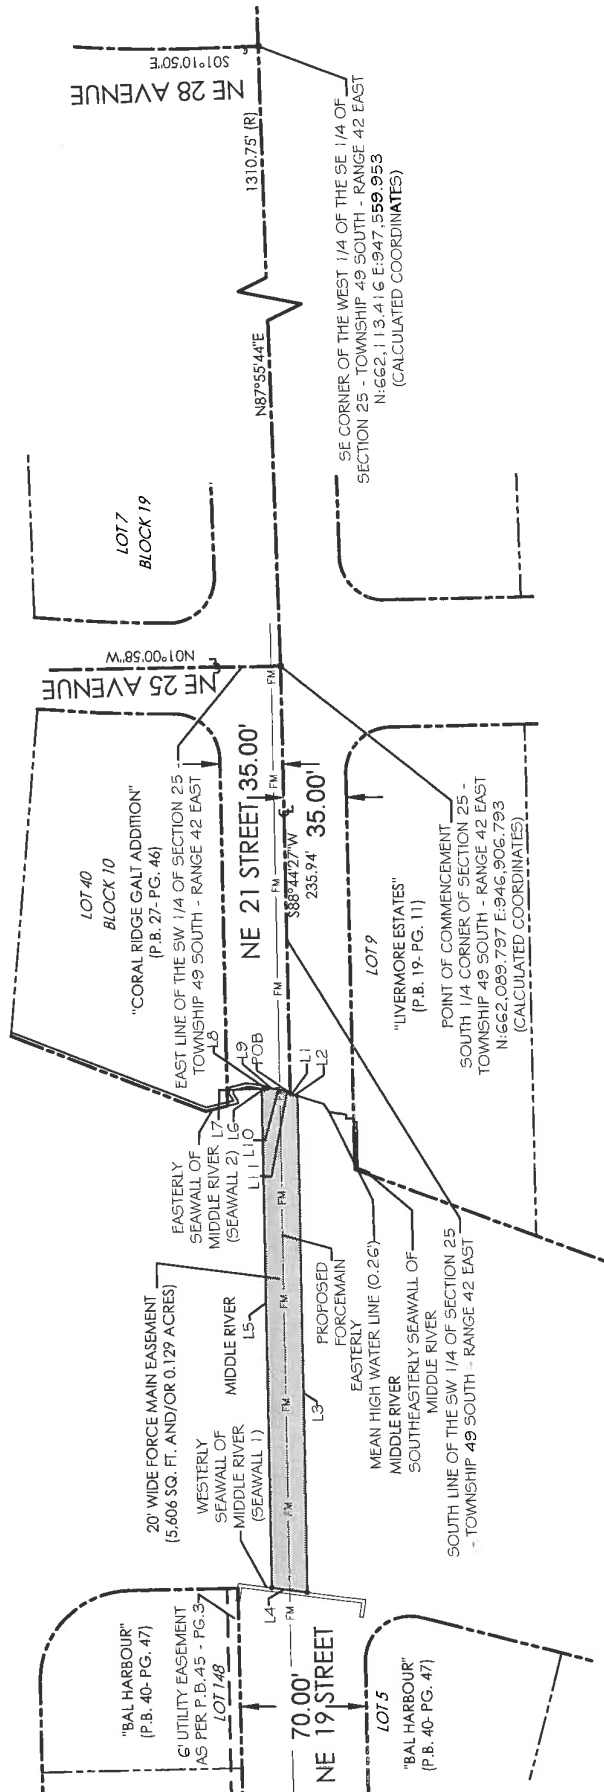 "BAL HARBOUR"
(P.B. 40- PG. 47)
6' UTILITY EASEMENT
AS PER P.B.45 - PG.3
LOT 148
70.00'
NE 19 STREET
LOT 5
"BAL HARBOUR"
(P.B. 40- PG. 47)
L4
FM
20' WIDE FORCE MAIN EASEMENT
(5,606 SQ. FT. AND/OR 0.129 ACRES)
WESTERLY
SEAWALL OF
MIDDLE RIVER
(SEAWALL 1)
MIDDLE RIVER
L5
FM
FM
FM
FM
L3
PROPOSED
FORCEMAIN
EASTERLY
MEAN HIGH WATER LINE (0.26')
MIDDLE RIVER
SOUTHEASTERLY SEAWALL OF
MIDDLE RIVER
SOUTH LINE OF THE SW 1/4 OF SECTION 25
- TOWNSHIP 49 SOUTH - RANGE 42 EAST
EASTERLY
SEAWALL OF
MIDDLE RIVER
(SEAWALL 2)
L7
L6
L11
L10
L8
L9
POB
L1
L2
LOT 40
BLOCK 10
"CORAL RIDGE GALT ADDITION"
(P.B. 27- PG. 46)
EAST LINE OF THE SW 1/4 OF SECTION 25 -
TOWNSHIP 49 SOUTH - RANGE 42 EAST
NE 21 STREET
35.00'
35.00'
FM
FM
FM
FM
S88°44'27"W
235.94'
LOT 9
"LIVERMORE ESTATES"
(P.B. 19- PG. 11)
POINT OF COMMENCEMENT
SOUTH 1/4 CORNER OF SECTION 25 -
TOWNSHIP 49 SOUTH - RANGE 42 EAST
N:662,089.797 E:946,906.793
(CALCULATED COORDINATES)
NE 25 AVENUE
N01°00'58"W
LOT 7
BLOCK 19
N87°55'44"E
1310.75' (R)
NE 28 AVENUE
S01°10'50"E
SE CORNER OF THE WEST 1/4 OF THE SE 1/4 OF
SECTION 25 - TOWNSHIP 49 SOUTH - RANGE 42 EAST
N:662,113.416 E:947,559.953
(CALCULATED COORDINATES)